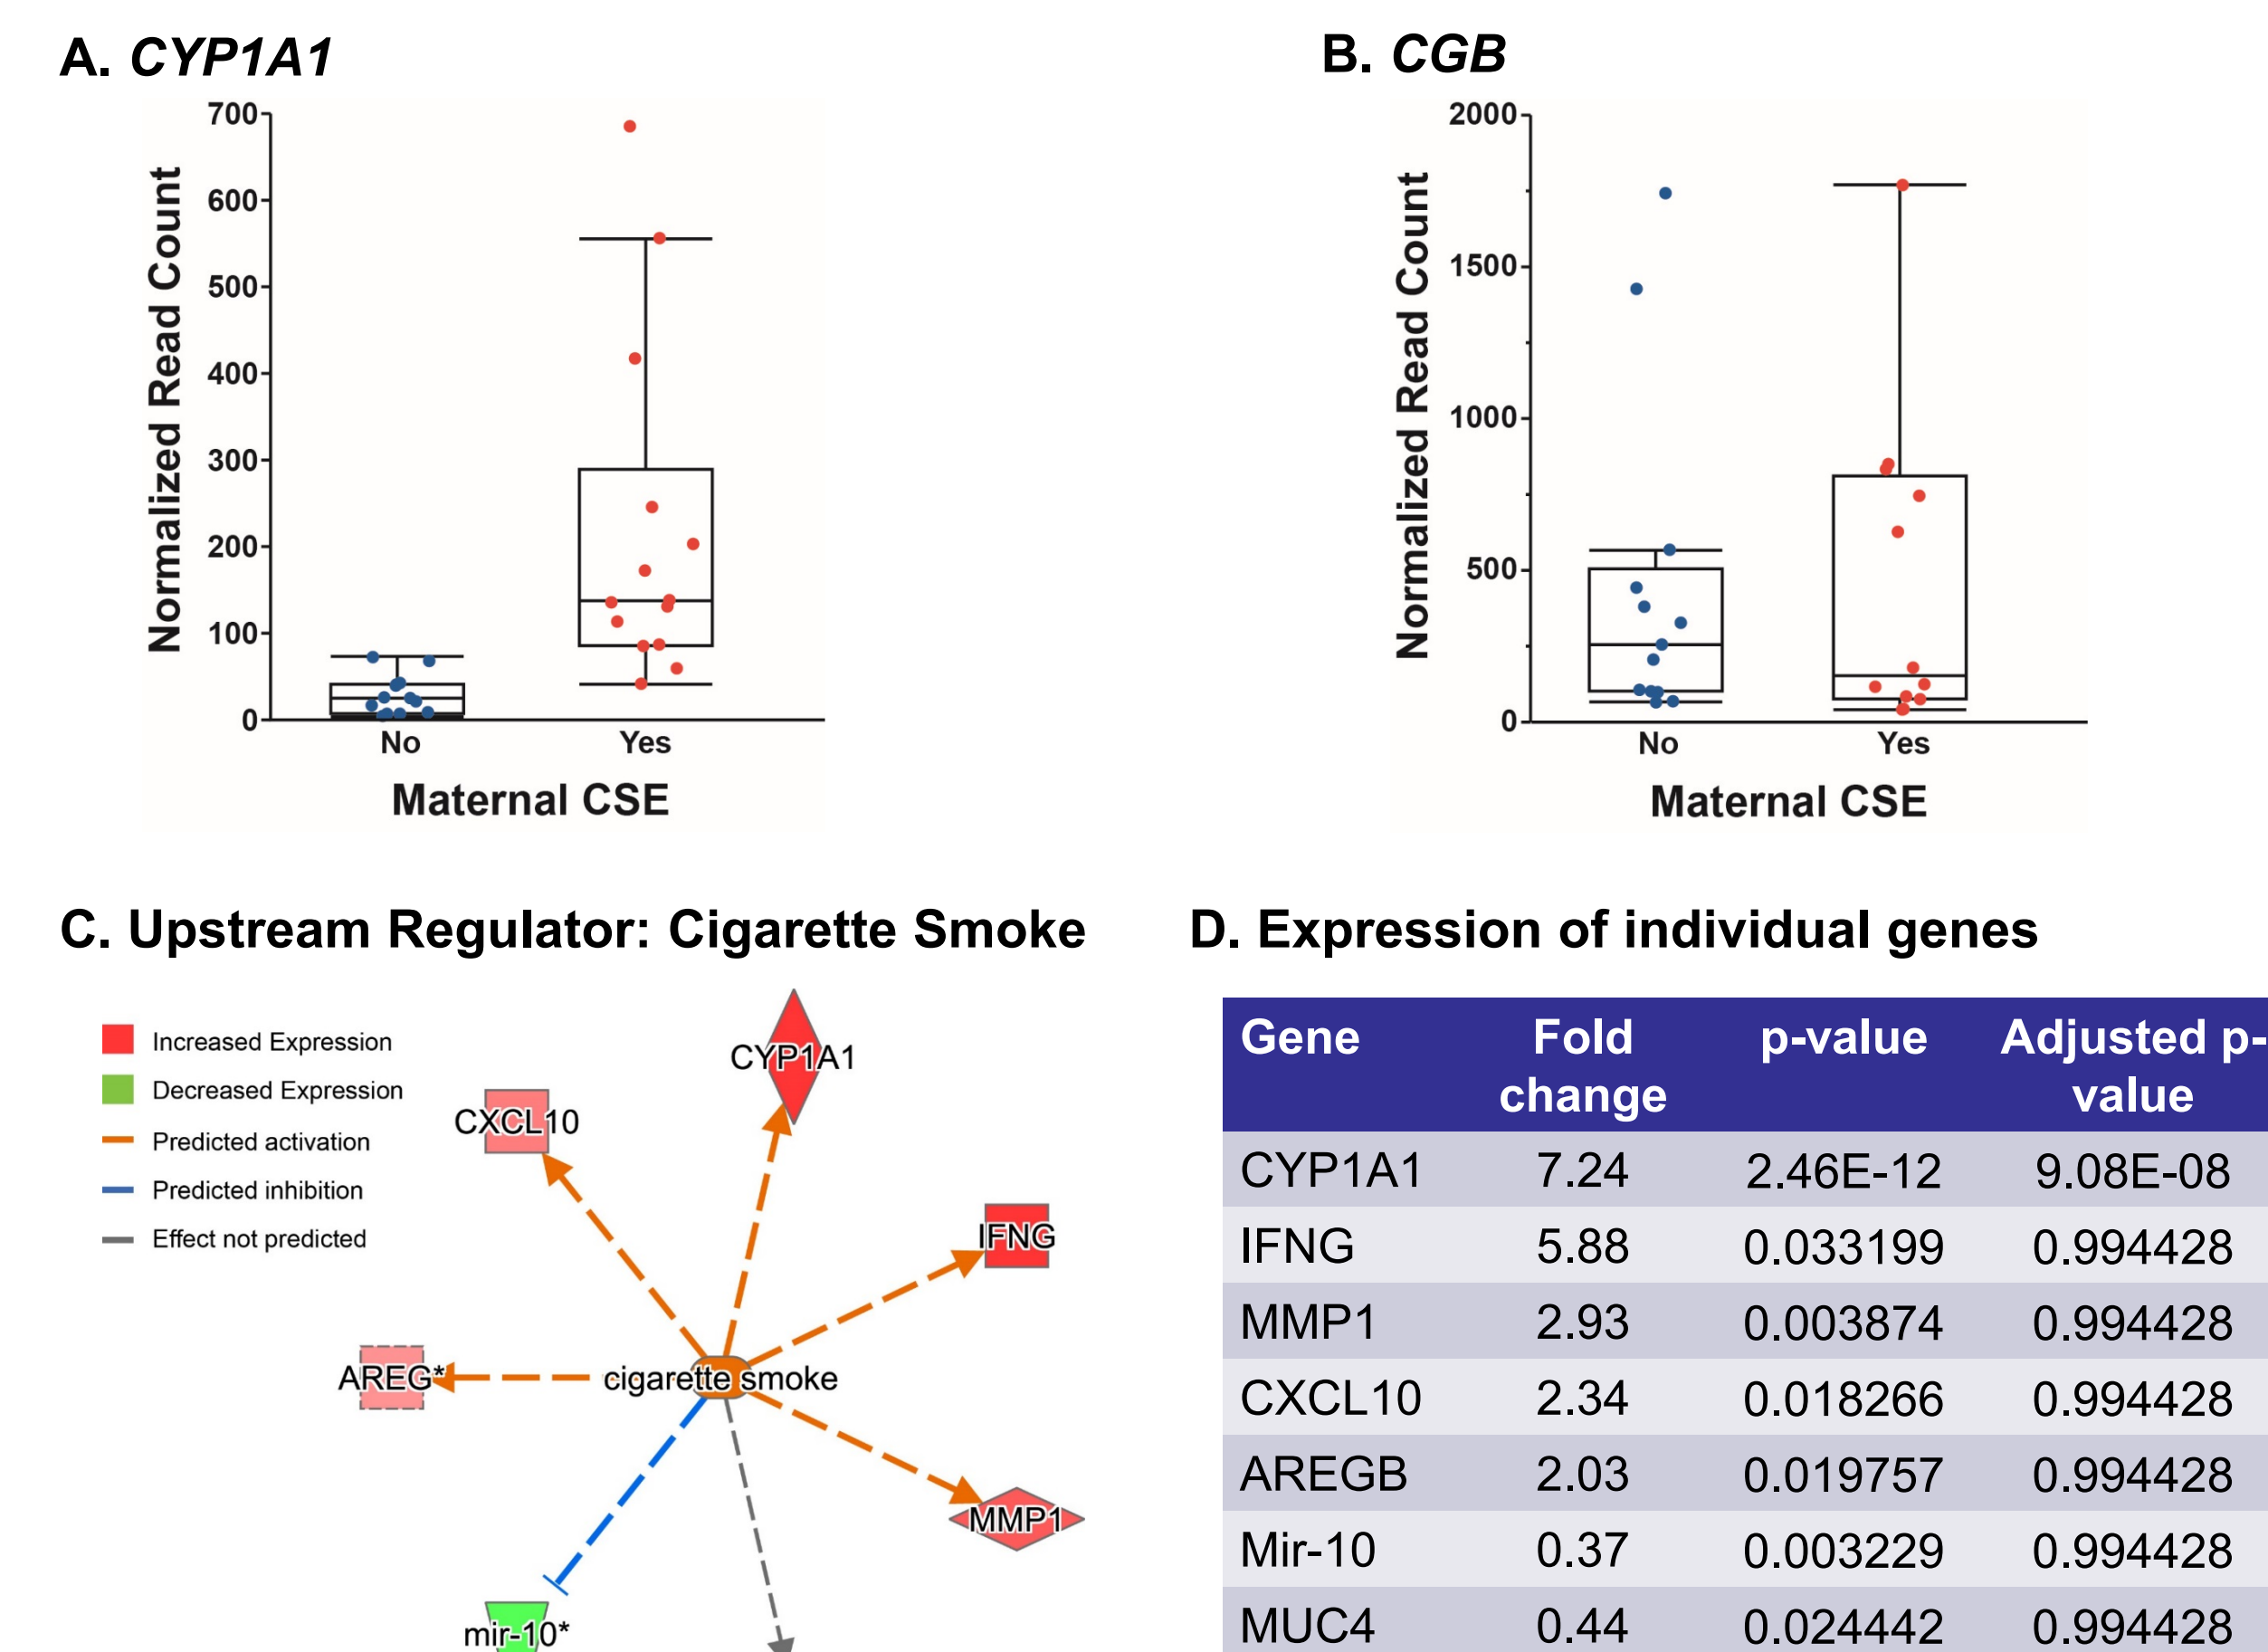 A. CYP1A1
700
600
500
400
300
200
100
0
Normalized Read Count
No Yes
Maternal CSE
B. CGB
2000
1500
1000
500
0
Normalized Read Count
No Yes
Maternal CSE
C. Upstream Regulator: Cigarette Smoke
Increased Expression
Decreased Expression
Predicted activation
Predicted inhibition
Effect not predicted
CYP1A1
CXCL10
IFNG
AREG*
cigarette smoke
MMP1
mir-10*
D. Expression of individual genes
Gene Fold change p-value Adjusted p-value
CYP1A1 7.24 2.46E-12 9.08E-08
IFNG 5.88 0.033199 0.994428
MMP1 2.93 0.003874 0.994428
CXCL10 2.34 0.018266 0.994428
AREGB 2.03 0.019757 0.994428
Mir-10 0.37 0.003229 0.994428
MUC4 0.44 0.024442 0.994428